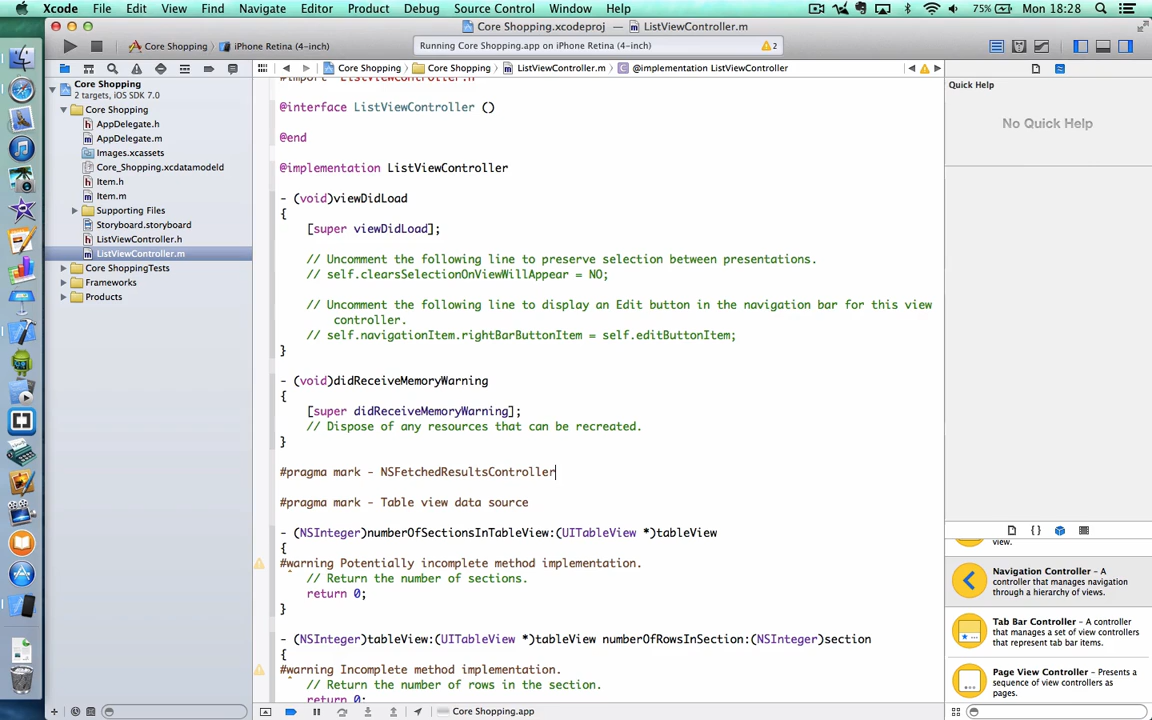 Xcode File Edit View Find Navigate Editor Product Debug Source Control Window Help 75% Mon 18:28
Core Shopping.xcodeproj — ListViewController.m
Core Shopping iPhone Retina (4-inch)
Running Core Shopping.app on iPhone Retina (4-inch) 2
Core Shopping Core Shopping ListViewController.m @implementation ListViewController
Core Shopping
2 targets, iOS SDK 7.0
Core Shopping
AppDelegate.h
AppDelegate.m
Images.xcassets
Core_Shopping.xcdatamodeld
Item.h
Item.m
Supporting Files
Storyboard.storyboard
ListViewController.h
ListViewController.m
Core ShoppingTests
Frameworks
Products
#import "ListViewController.h"
@interface ListViewController ()
@end
@implementation ListViewController
- (void)viewDidLoad
{
[super viewDidLoad];
// Uncomment the following line to preserve selection between presentations.
// self.clearsSelectionOnViewWillAppear = NO;
// Uncomment the following line to display an Edit button in the navigation bar for this view
controller.
// self.navigationItem.rightBarButtonItem = self.editButtonItem;
}
- (void)didReceiveMemoryWarning
{
[super didReceiveMemoryWarning];
// Dispose of any resources that can be recreated.
}
#pragma mark - NSFetchedResultsController
#pragma mark - Table view data source
- (NSInteger)numberOfSectionsInTableView:(UITableView *)tableView
{
#warning Potentially incomplete method implementation.
// Return the number of sections.
return 0;
}
- (NSInteger)tableView:(UITableView *)tableView numberOfRowsInSection:(NSInteger)section
{
#warning Incomplete method implementation.
// Return the number of rows in the section.
return 0;
Core Shopping.app
Quick Help
No Quick Help
view.
Navigation Controller - A
controller that manages navigation
through a hierarchy of views.
Tab Bar Controller - A controller
that manages a set of view controllers
that represent tab bar items.
Page View Controller - Presents a
sequence of view controllers as
pages.